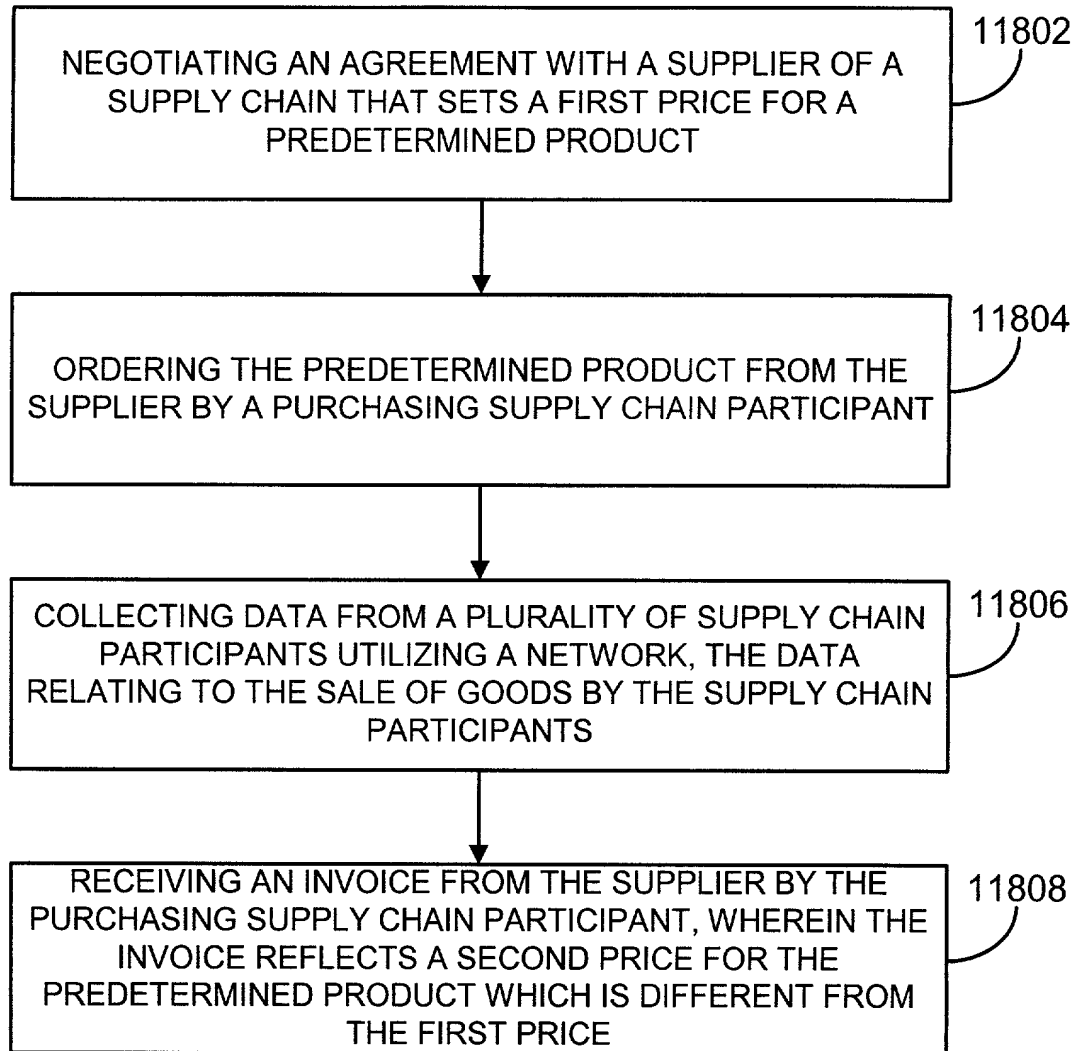 11802
NEGOTIATING AN AGREEMENT WITH A SUPPLIER OF A
SUPPLY CHAIN THAT SETS A FIRST PRICE FOR A
PREDETERMINED PRODUCT
11804
ORDERING THE PREDETERMINED PRODUCT FROM THE
SUPPLIER BY A PURCHASING SUPPLY CHAIN PARTICIPANT
11806
COLLECTING DATA FROM A PLURALITY OF SUPPLY CHAIN
PARTICIPANTS UTILIZING A NETWORK, THE DATA
RELATING TO THE SALE OF GOODS BY THE SUPPLY CHAIN
PARTICIPANTS
11808
RECEIVING AN INVOICE FROM THE SUPPLIER BY THE
PURCHASING SUPPLY CHAIN PARTICIPANT, WHEREIN THE
INVOICE REFLECTS A SECOND PRICE FOR THE
PREDETERMINED PRODUCT WHICH IS DIFFERENT FROM
THE FIRST PRICE